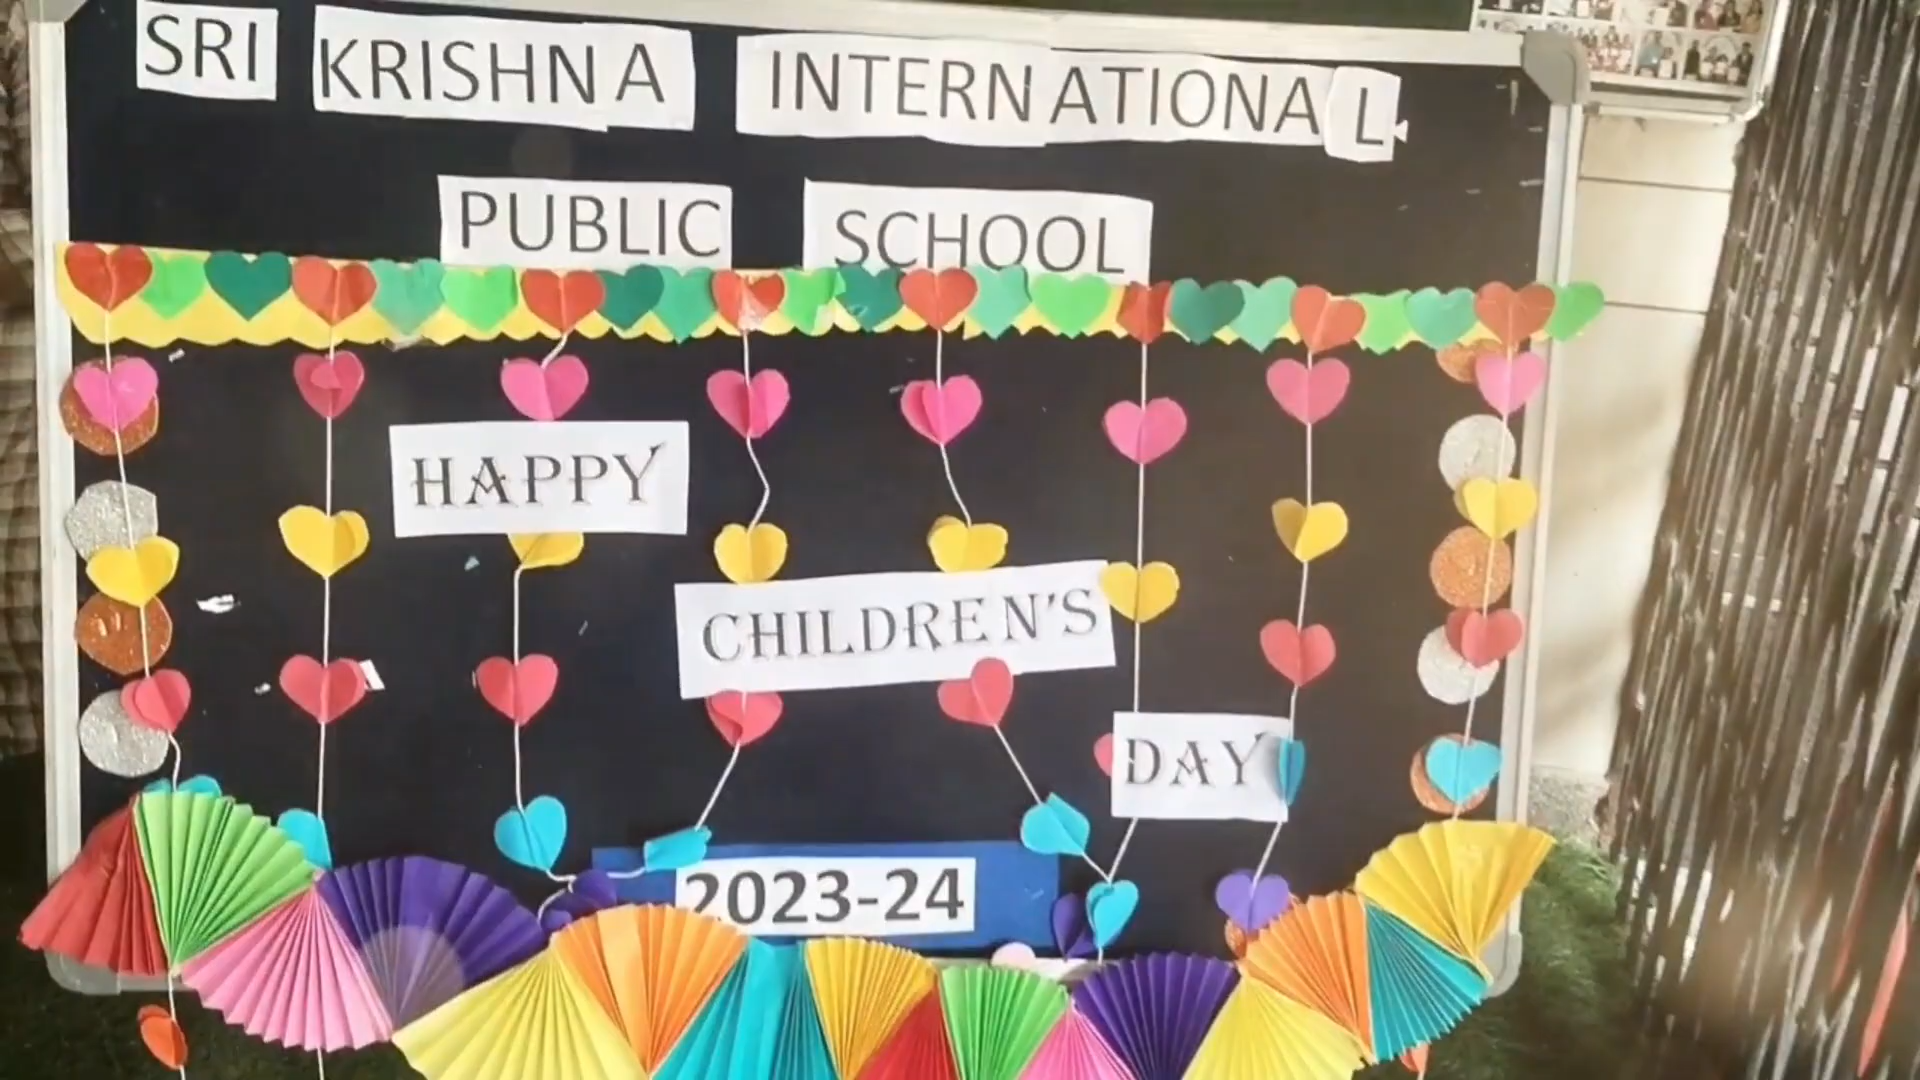 SRI KRISHNA INTERNATIONAL
PUBLIC SCHOOL
HAPPY
CHILDREN'S
DAY
2023-24